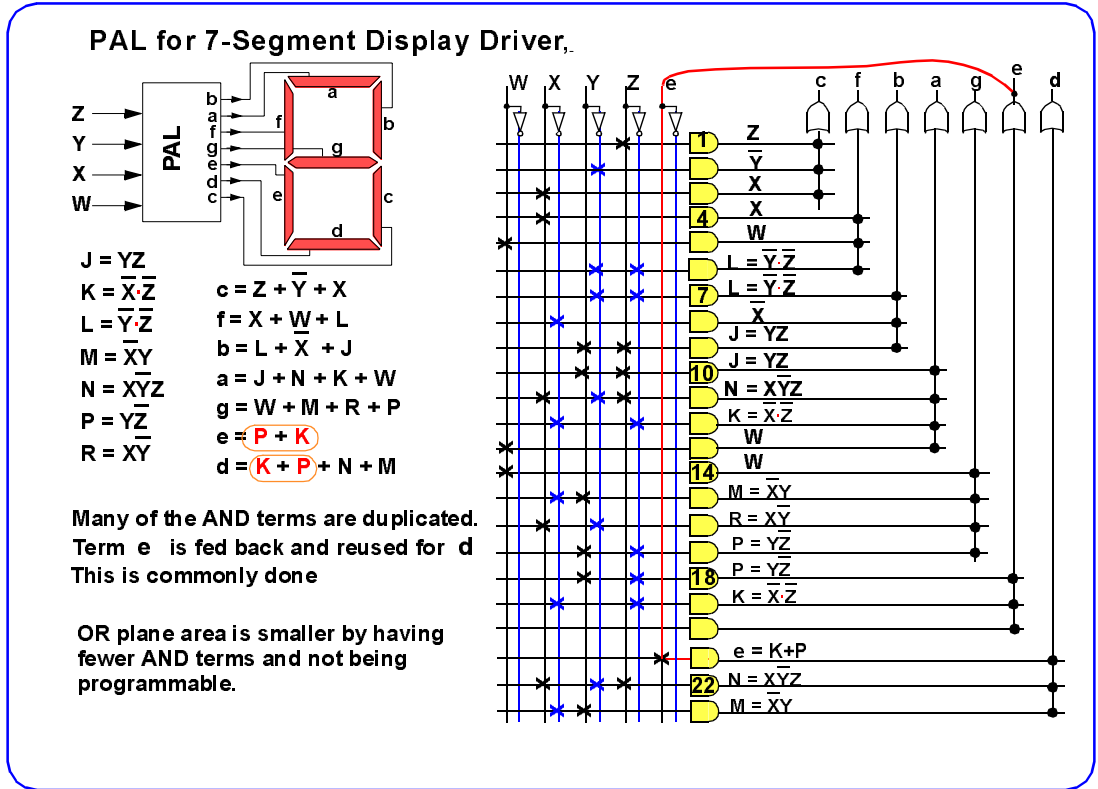 PAL for 7-Segment Display Driver,
Z
Y
X
W
PAL
b
a
f
g
e
d
c
a
b
f
g
e
c
d
J = YZ
K = X̅·Z̅
L = Y̅·Z̅
M = X̅Y
N = XY̅Z
P = YZ̅
R = XY̅
c = Z + Y̅ + X
f = X + W + L
b = L + X̅ + J
a = J + N + K + W
g = W + M + R + P
e = P + K
d = K + P + N + M
Many of the AND terms are duplicated.
Term e is fed back and reused for d
This is commonly done
OR plane area is smaller by having
fewer AND terms and not being
programmable.
W X Y Z e
c f b a g e d
1 Z
Y̅
X
4 X
W
L = Y̅·Z̅
7 L = Y̅·Z̅
X̅
J = YZ
10 J = YZ
N = XY̅Z
K = X̅·Z̅
W
14 W
M = X̅Y
R = XY̅
P = YZ̅
18 P = YZ̅
K = X̅·Z̅
e = K+P
22 N = XY̅Z
M = X̅Y